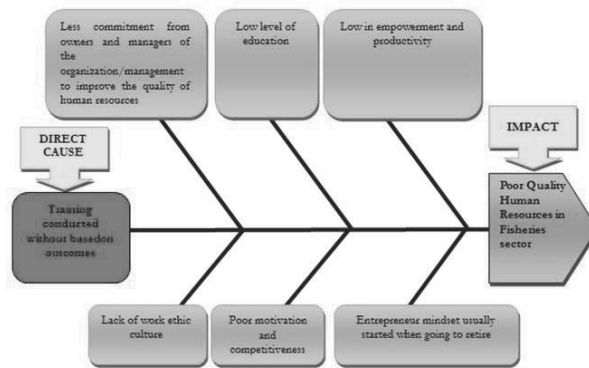 Less commitment from
owners and managers of
the
organization/management
to improve the quality of
human resources
Low level of
education
Low in empowerment and
productivity
DIRECT
CAUSE
IMPACT
Training
conducted
without basedon
outcomes
Poor Quality
Human
Resources in
Fisheries
sector
Lack of work ethic
culture
Poor motivation
and
competitiveness
Entrepreneur mindset usually
started when going to retire